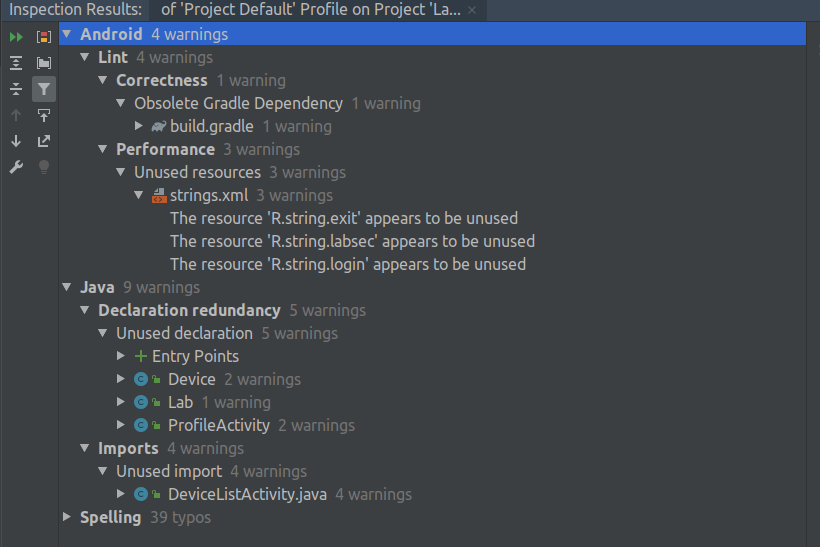 Inspection Results: of 'Project Default' Profile on Project 'La...
Android 4 warnings
Lint 4 warnings
Correctness 1 warning
Obsolete Gradle Dependency 1 warning
build.gradle 1 warning
Performance 3 warnings
Unused resources 3 warnings
strings.xml 3 warnings
The resource 'R.string.exit' appears to be unused
The resource 'R.string.labsec' appears to be unused
The resource 'R.string.login' appears to be unused
Java 9 warnings
Declaration redundancy 5 warnings
Unused declaration 5 warnings
Entry Points
Device 2 warnings
Lab 1 warning
ProfileActivity 2 warnings
Imports 4 warnings
Unused import 4 warnings
DeviceListActivity.java 4 warnings
Spelling 39 typos